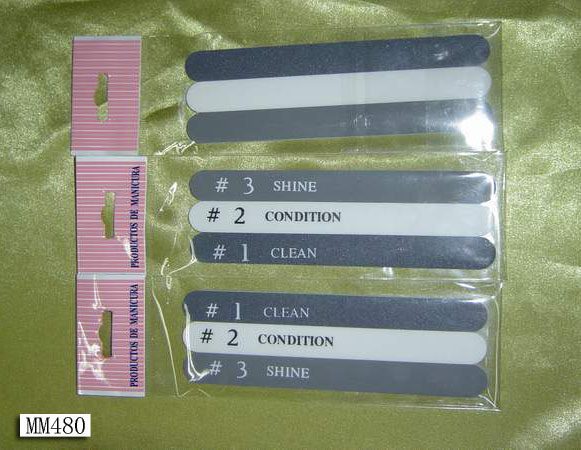 PRODUCTOS DE MANICURA
# 3 SHINE
# 2 CONDITION
# 1 CLEAN
PRODUCTOS DE MANICURA
# 1 CLEAN
# 2 CONDITION
# 3 SHINE
MM480